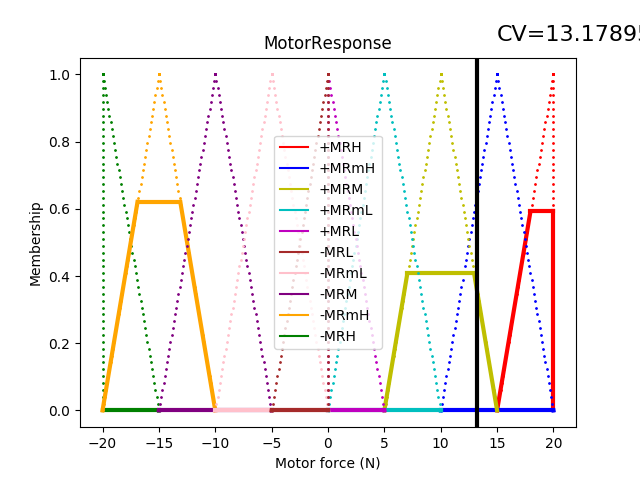 CV=13.1789
MotorResponse
Membership
1.0
0.8
0.6
0.4
0.2
0.0
+MRH
+MRmH
+MRM
+MRmL
+MRL
-MRL
-MRmL
-MRM
-MRmH
-MRH
−20 −15 −10 −5 0 5 10 15 20
Motor force (N)